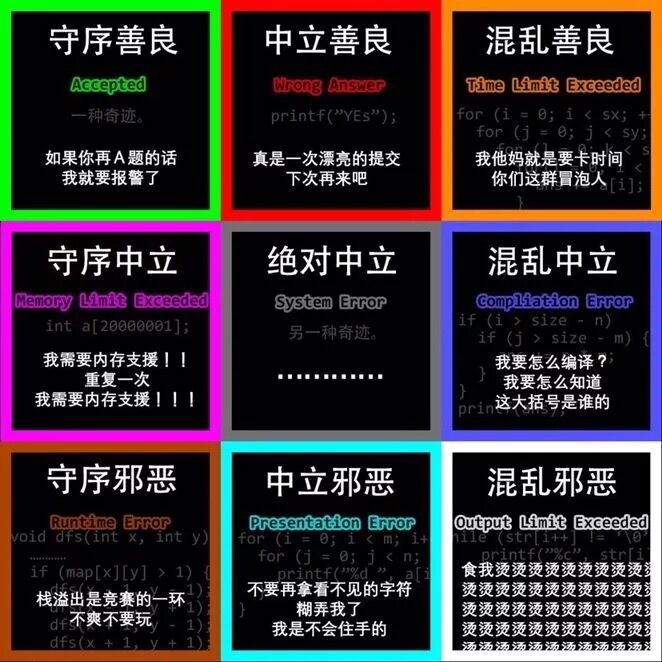 守序善良
Accepted
一种奇迹。
如果你再A题的话
我就要报警了
中立善良
Wrong Answer
printf("YEs");
真是一次漂亮的提交
下次再来吧
混乱善良
Time Limit Exceeded
for (i = 0; i < sx; +
for (j = 0; j < sy;
我他妈就是要卡时间
你们这群冒泡人
a[i];
}
守序中立
Memory Limit Exceeded
int a[20000001];
我需要内存支援！！
重复一次
我需要内存支援！！！
绝对中立
System Error
另一种奇迹。
…………
混乱中立
Compliation Error
if (i > size - n)
if (j > size - m) {
我要怎么编译？
我要怎么知道
这大括号是谁的
守序邪恶
Runtime Error
void dfs(int x, int y)
…………
if (map[x][y] > 1) {
栈溢出是竞赛的一环
不爽不要玩
dfs(x + 1, y + 1)
中立邪恶
Presentation Error
for (i = 0; i < m; i+
for (j = 0; j < n;
printf("%d ", a[i
不要再拿看不见的字符
糊弄我了
我是不会住手的
混乱邪恶
Output Limit Exceeded
while (str[i++] != '\0'
printf("%c", str[i
食我烫烫烫烫烫烫烫烫
烫烫烫烫烫烫烫烫烫烫
烫烫烫烫烫烫烫烫烫烫
烫烫烫烫烫烫烫烫烫烫
烫烫烫烫烫烫烫烫烫烫